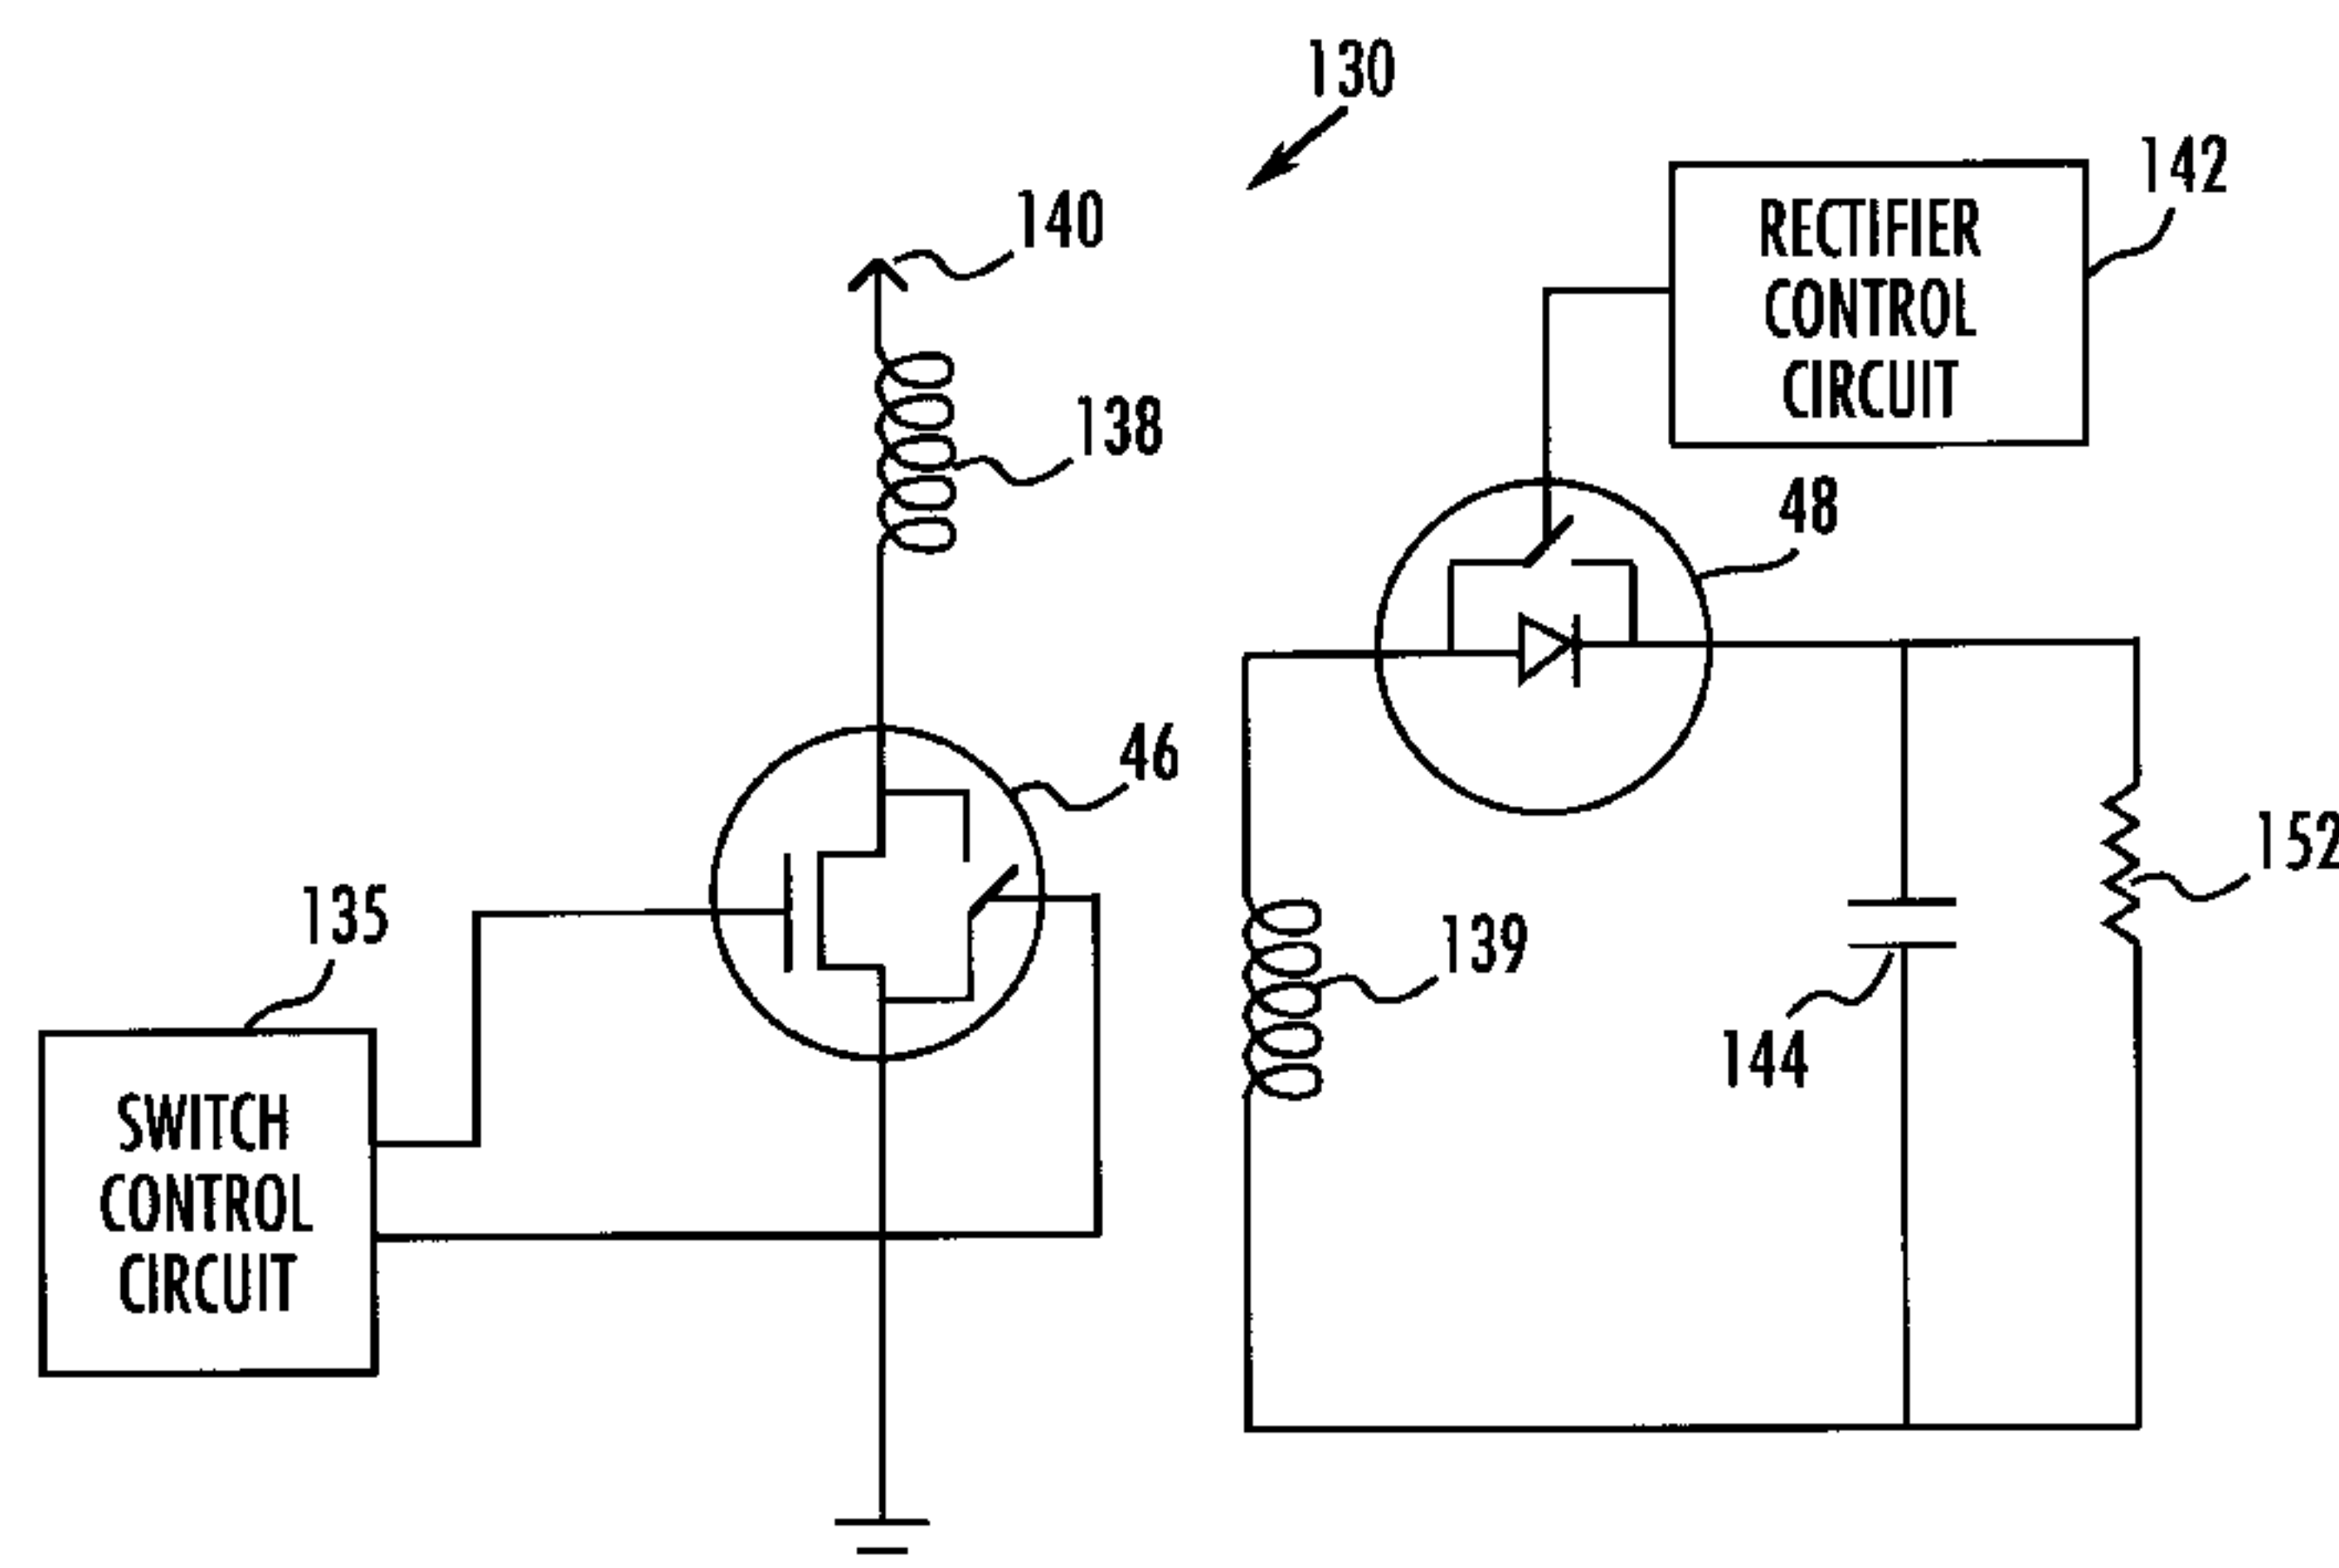 130
140
142
RECTIFIER
CONTROL
CIRCUIT
138
48
46
152
135
139
144
SWITCH
CONTROL
CIRCUIT